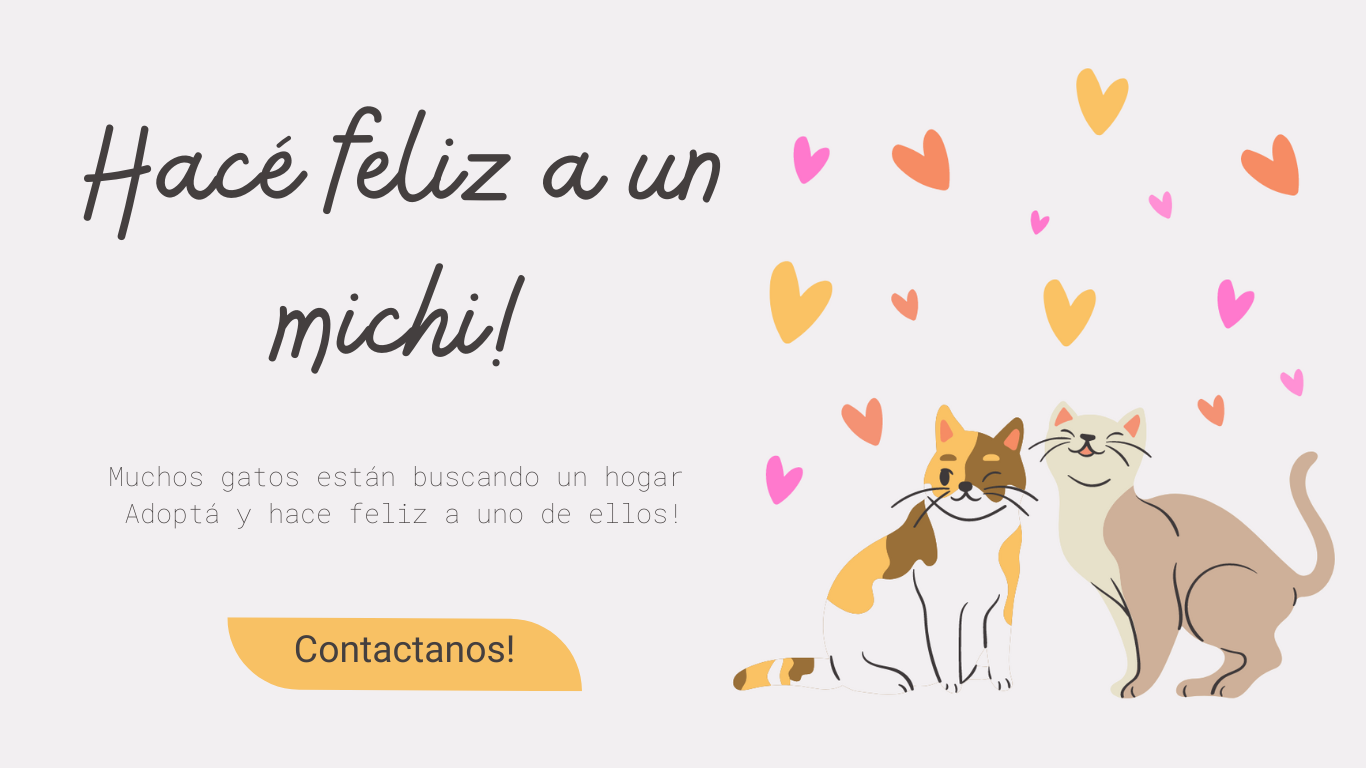 Hacé feliz a un
michi!
Muchos gatos están buscando un hogar
Adoptá y hace feliz a uno de ellos!
Contactanos!